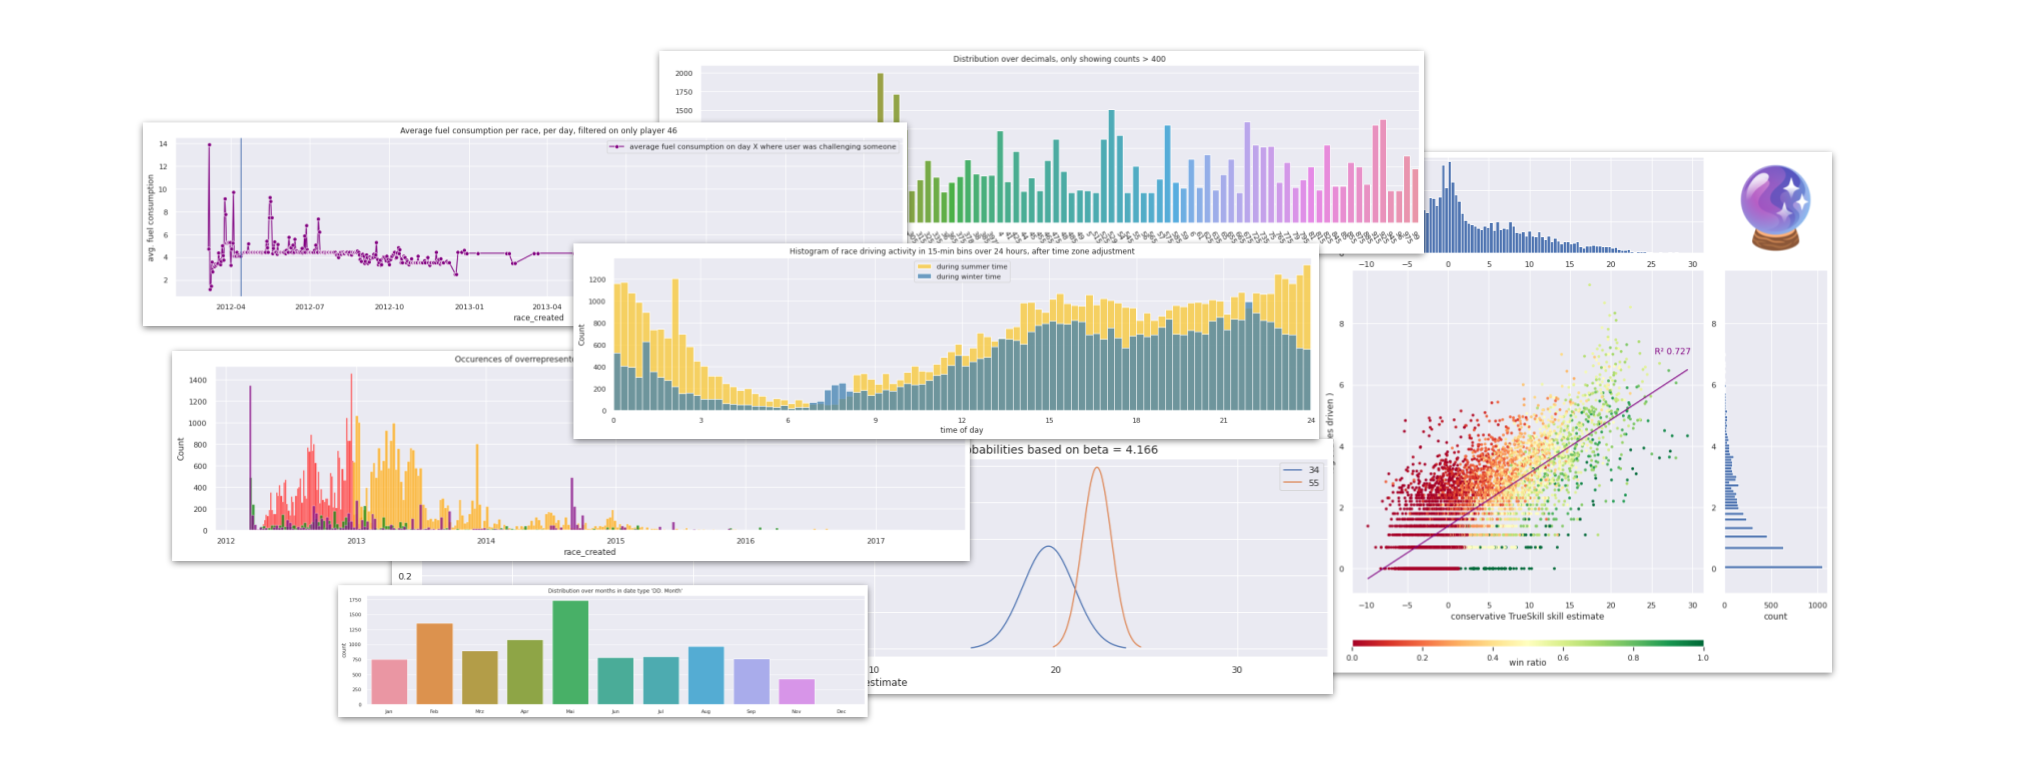 Distribution over decimals, only showing counts > 400
2000
1750
1500
Average fuel consumption per race, per day, filtered on only player 46
average fuel consumption on day X where user was challenging someone
avg. fuel consumption
14
12
10
8
6
4
2
2012-04 2012-07 2012-10 2013-01 2013-04
race_created
Histogram of race driving activity in 15-min bins over 24 hours, after time zone adjustment
during summer time
during winter time
Count
1200
1000
800
600
400
200
0
0 3 6 9 12 15 18 21 24
time of day
−10 −5 0 5 10 15 20 25 30
R² 0.727
es driven )
8
6
4
2
0
8
6
4
2
0
−10 −5 0 5 10 15 20 25 30
conservative TrueSkill skill estimate
0 500 1000
count
0.0 0.2 0.4 0.6 0.8 1.0
win ratio
Occurences of overrepresente
Count
1400
1200
1000
800
600
400
200
0
2012 2013 2014 2015 2016 2017
race_created
babilities based on beta = 4.166
34
55
0.2
10 20 30
estimate
Distribution over months in date type 'DD. Month'
count
1750
1500
1250
1000
750
500
250
0
Jan Feb Mrz Apr Mai Jun Jul Aug Sep Nov Dec